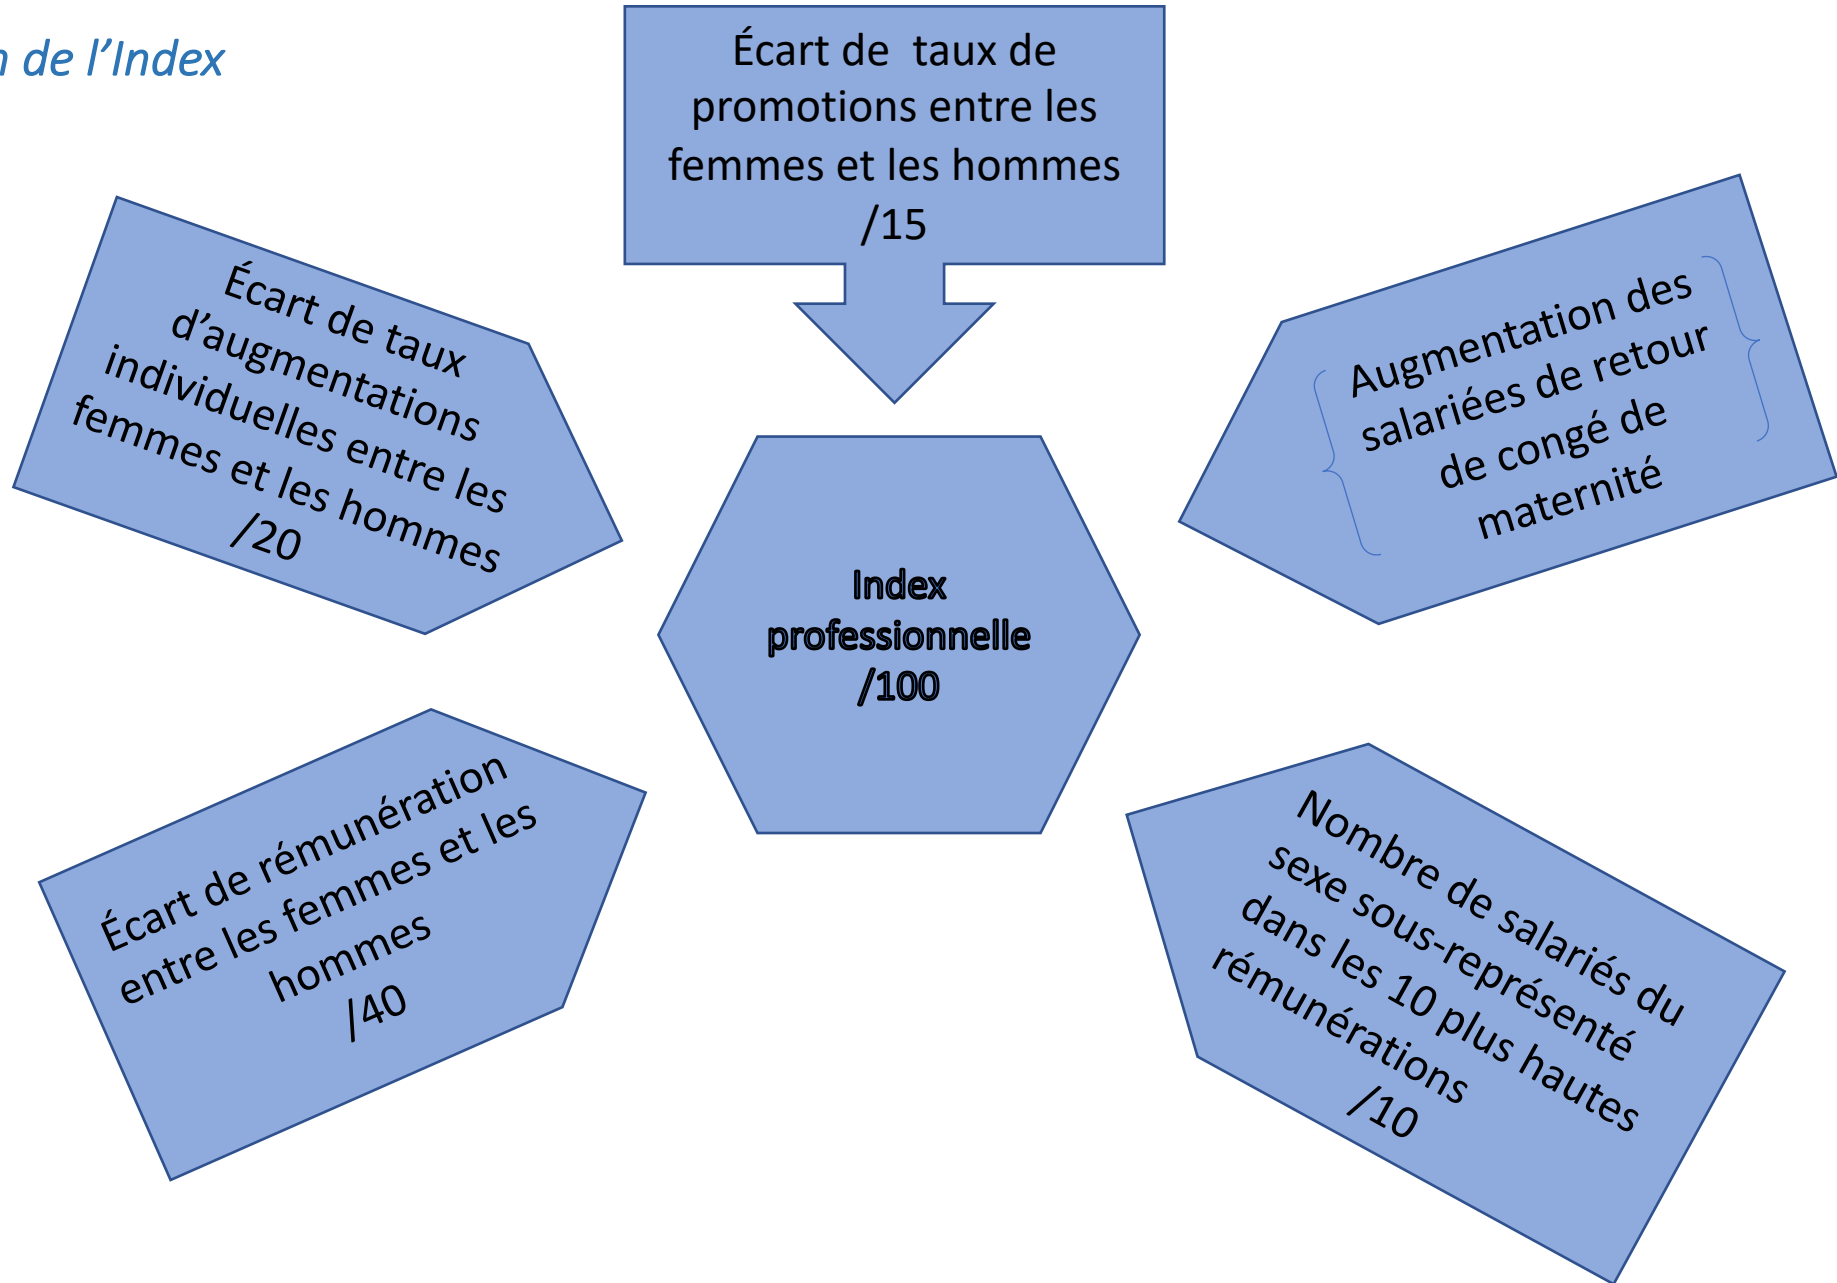 n de l’Index
Écart de taux de
promotions entre les
femmes et les hommes
/15
Écart de taux
d’augmentations
individuelles entre les
femmes et les hommes
/20
Augmentation des
salariées de retour
de congé de
maternité
Index
professionnelle
/100
Écart de rémunération
entre les femmes et les
hommes
/40
Nombre de salariés du
sexe sous-représenté
dans les 10 plus hautes
rémunérations
/10